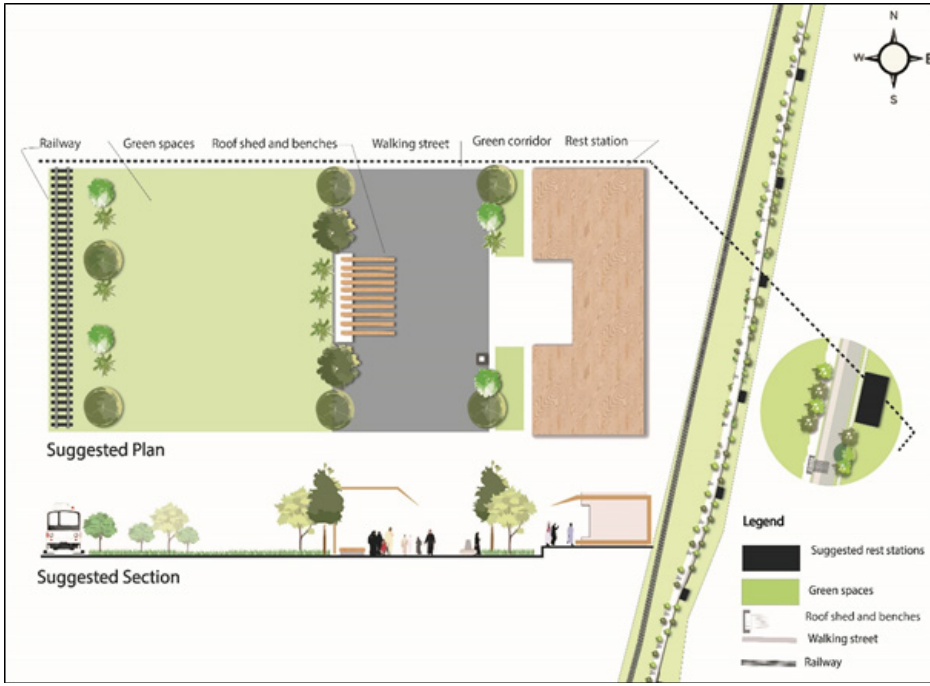 N
W
E
S
Railway
Green spaces
Roof shed and benches
Walking street
Green corridor
Rest station
Suggested Plan
Suggested Section
Legend
Suggested rest stations
Green spaces
Roof shed and benches
Walking street
Railway